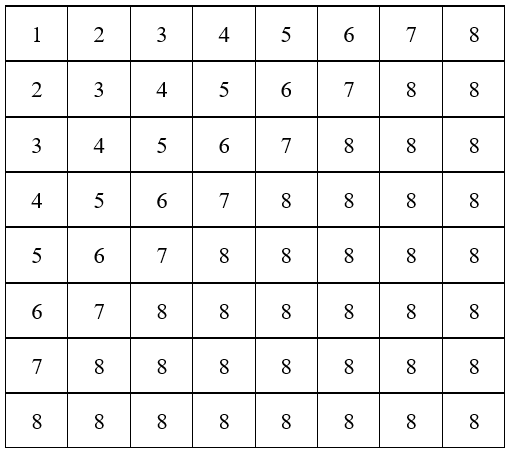 1 2 3 4 5 6 7 8
2 3 4 5 6 7 8 8
3 4 5 6 7 8 8 8
4 5 6 7 8 8 8 8
5 6 7 8 8 8 8 8
6 7 8 8 8 8 8 8
7 8 8 8 8 8 8 8
8 8 8 8 8 8 8 8